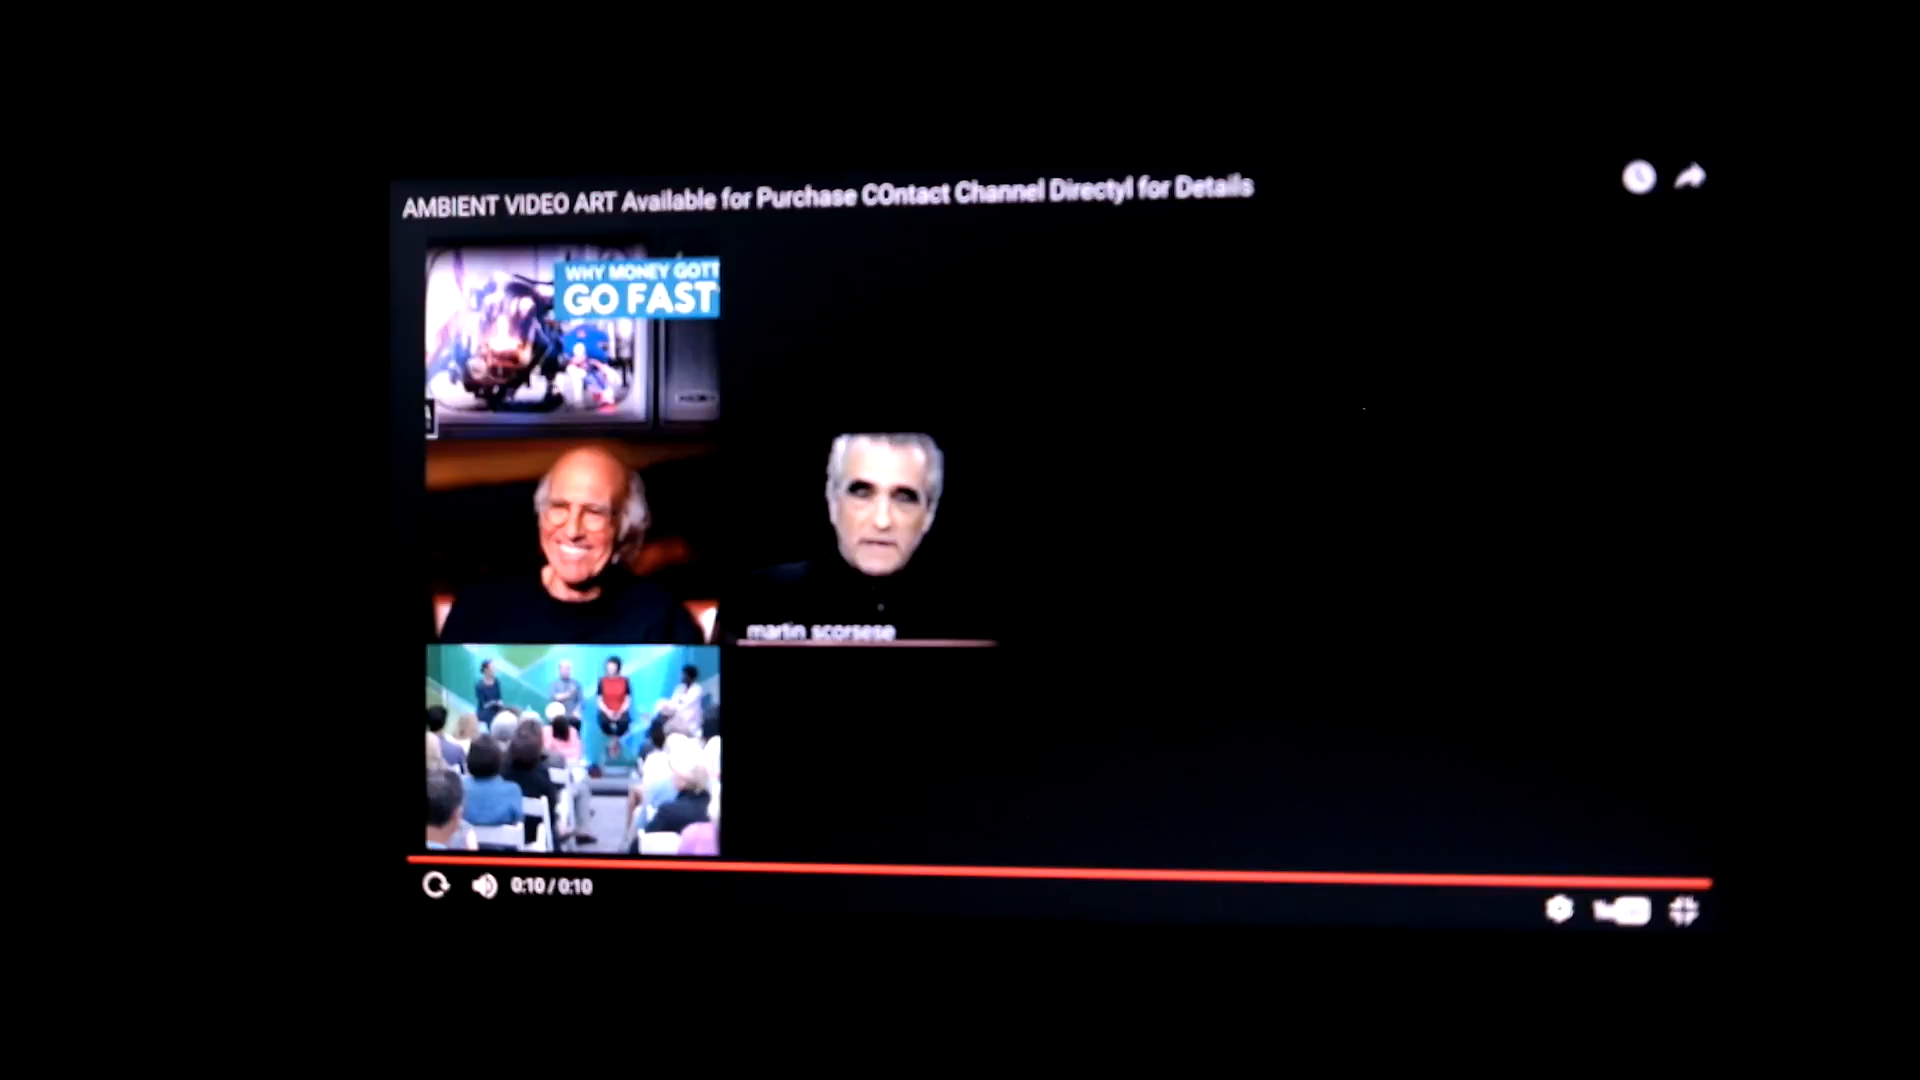 AMBIENT VIDEO ART Available for Purchase COntact Channel Directyl for Details
WHY MONEY GOTT
GO FAST
martin scorsese
0:10 / 0:10